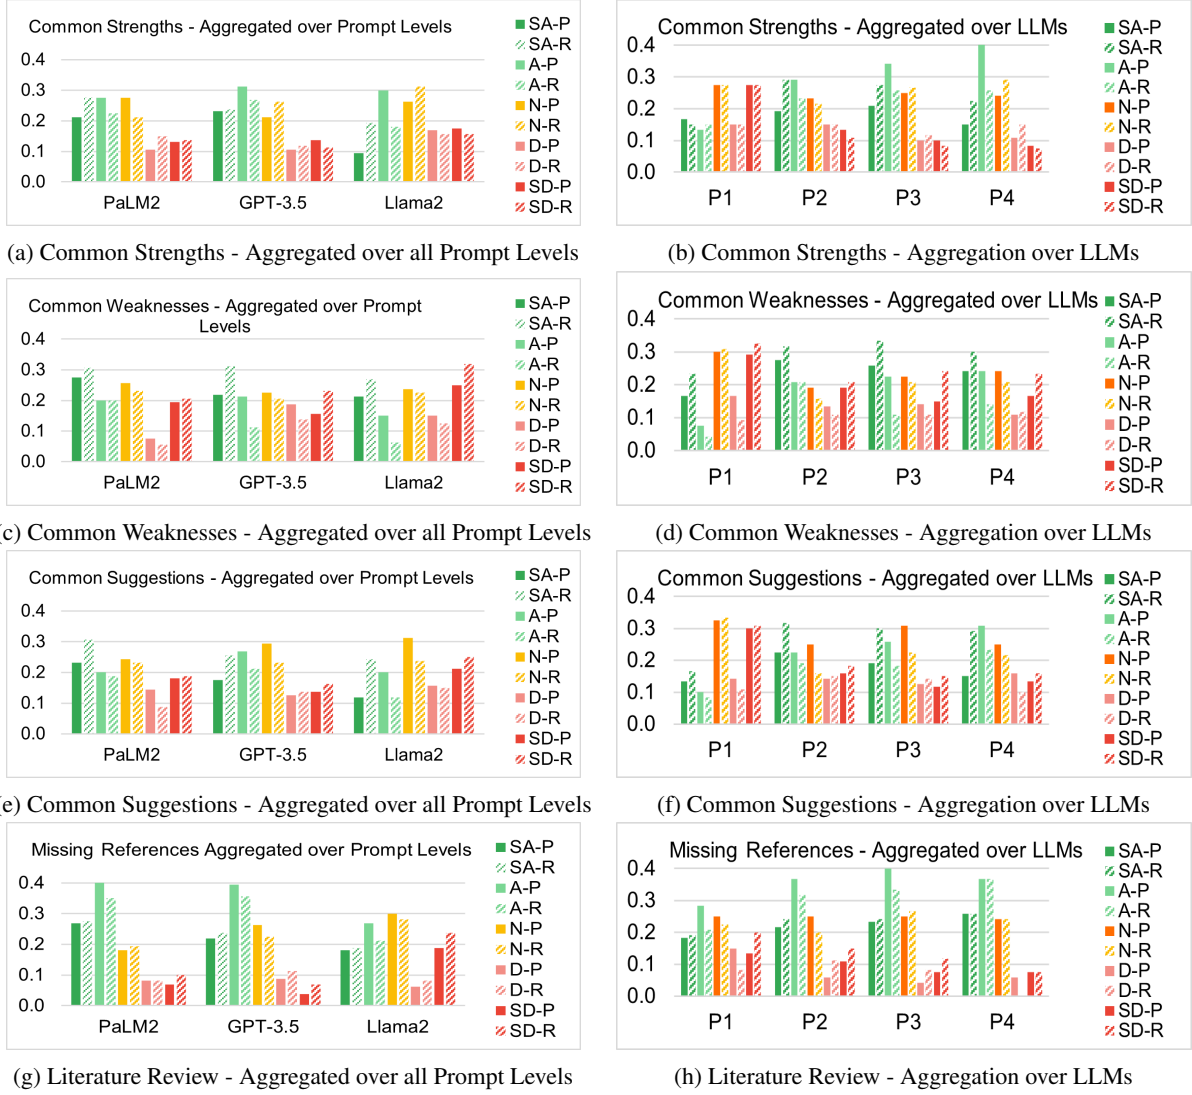 Common Strengths - Aggregated over Prompt Levels
0.4
0.3
0.2
0.1
0.0
PaLM2 GPT-3.5 Llama2
SA-P
SA-R
A-P
A-R
N-P
N-R
D-P
D-R
SD-P
SD-R
(a) Common Strengths - Aggregated over all Prompt Levels
Common Strengths - Aggregated over LLMs
0.4
0.3
0.2
0.1
0.0
P1 P2 P3 P4
SA-P
SA-R
A-P
A-R
N-P
N-R
D-P
D-R
SD-P
SD-R
(b) Common Strengths - Aggregation over LLMs
Common Weaknesses - Aggregated over Prompt
Levels
0.4
0.3
0.2
0.1
0.0
PaLM2 GPT-3.5 Llama2
SA-P
SA-R
A-P
A-R
N-P
N-R
D-P
D-R
SD-P
SD-R
(c) Common Weaknesses - Aggregated over all Prompt Levels
Common Weaknesses - Aggregated over LLMs
0.4
0.3
0.2
0.1
0.0
P1 P2 P3 P4
SA-P
SA-R
A-P
A-R
N-P
N-R
D-P
D-R
SD-P
SD-R
(d) Common Weaknesses - Aggregation over LLMs
Common Suggestions - Aggregated over Prompt Levels
0.4
0.3
0.2
0.1
0.0
PaLM2 GPT-3.5 Llama2
SA-P
SA-R
A-P
A-R
N-P
N-R
D-P
D-R
SD-P
SD-R
(e) Common Suggestions - Aggregated over all Prompt Levels
Common Suggestions - Aggregated over LLMs
0.4
0.3
0.2
0.1
0.0
P1 P2 P3 P4
SA-P
SA-R
A-P
A-R
N-P
N-R
D-P
D-R
SD-P
SD-R
(f) Common Suggestions - Aggregation over LLMs
Missing References Aggregated over Prompt Levels
0.4
0.3
0.2
0.1
0.0
PaLM2 GPT-3.5 Llama2
SA-P
SA-R
A-P
A-R
N-P
N-R
D-P
D-R
SD-P
SD-R
(g) Literature Review - Aggregated over all Prompt Levels
Missing References - Aggregated over LLMs
0.4
0.3
0.2
0.1
0.0
P1 P2 P3 P4
SA-P
SA-R
A-P
A-R
N-P
N-R
D-P
D-R
SD-P
SD-R
(h) Literature Review - Aggregation over LLMs